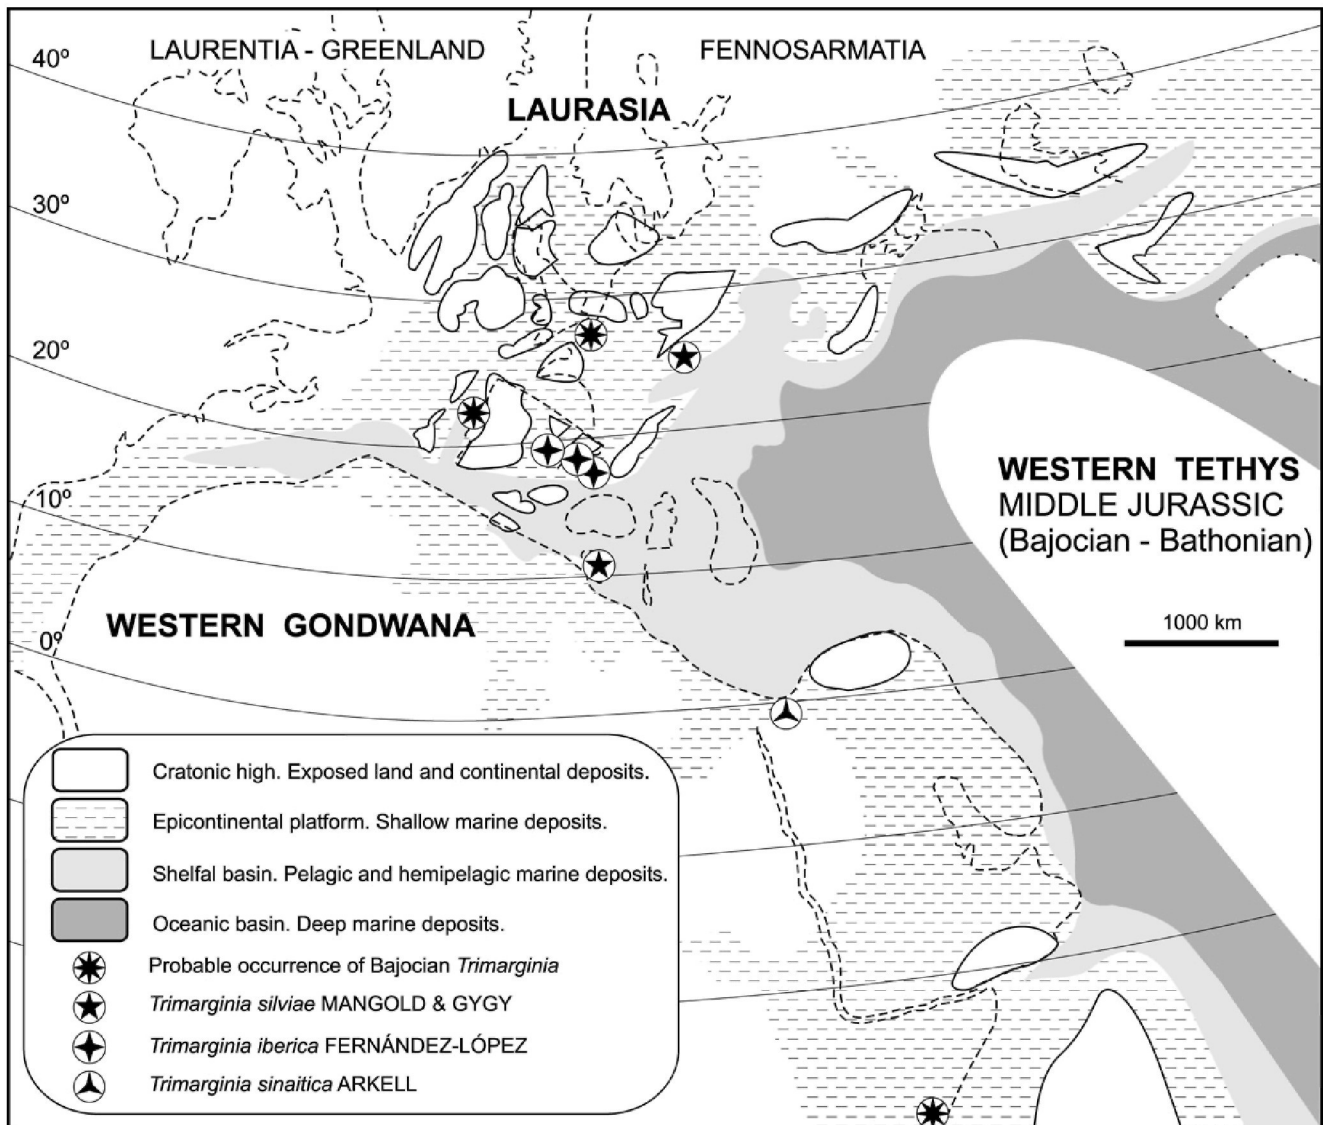 LAURENTIA - GREENLAND
FENNOSARMATIA
40º
LAURASIA
30º
20º
WESTERN TETHYS
MIDDLE JURASSIC
(Bajocian - Bathonian)
10º
WESTERN GONDWANA
1000 km
0º
Cratonic high. Exposed land and continental deposits.
Epicontinental platform. Shallow marine deposits.
Shelfal basin. Pelagic and hemipelagic marine deposits.
Oceanic basin. Deep marine deposits.
Probable occurrence of Bajocian Trimarginia
Trimarginia silviae MANGOLD & GYGY
Trimarginia iberica FERNÁNDEZ-LÓPEZ
Trimarginia sinaitica ARKELL